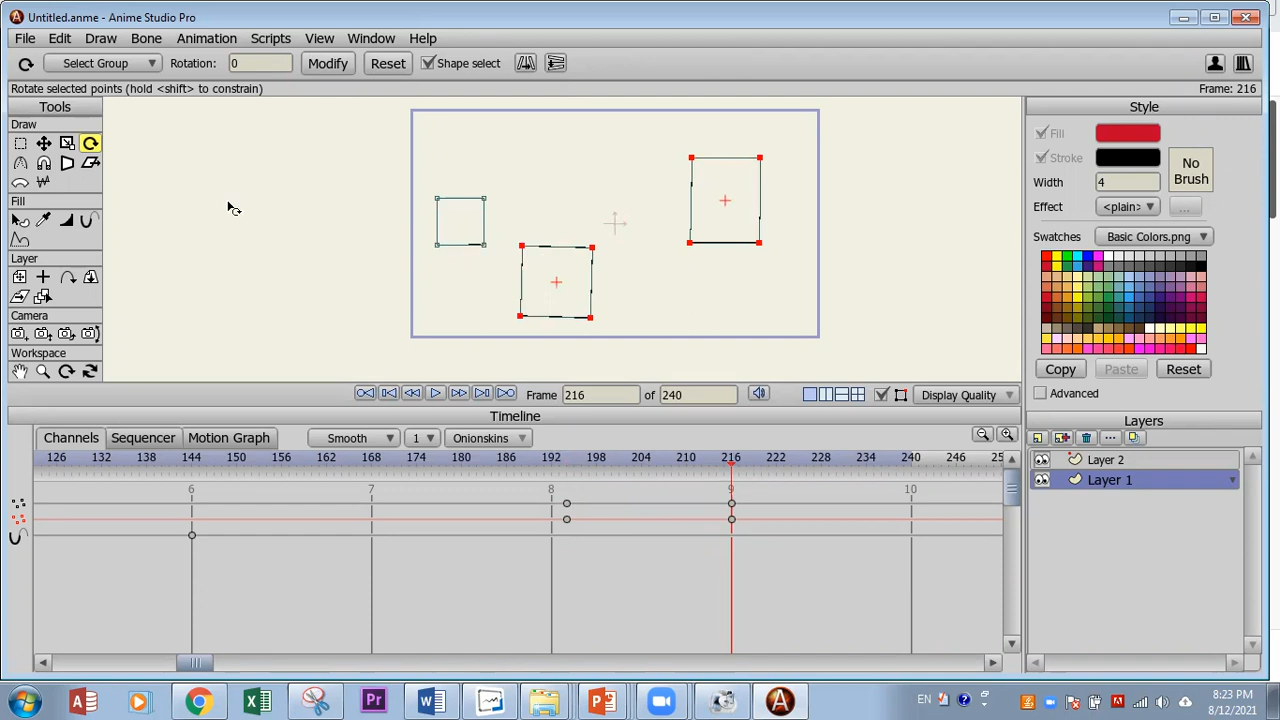 Untitled.anme - Anime Studio Pro
File Edit Draw Bone Animation Scripts View Window Help
Select Group Rotation: 0 Modify Reset Shape select
Rotate selected points (hold <shift> to constrain) Frame: 216
Tools
Draw
Fill
Layer
Camera
Workspace
Style
Fill
Stroke
No
Brush
Width 4
Effect <plain> ...
Swatches Basic Colors.png
Copy Paste Reset
Advanced
Frame 216 of 240 Display Quality
Timeline
Channels Sequencer Motion Graph Smooth 1 Onionskins
126 132 138 144 150 156 162 168 174 180 186 192 198 204 210 216 222 228 234 240 246 25
6 7 8 9 10
Layers
Layer 2
Layer 1
EN
8:23 PM
8/12/2021